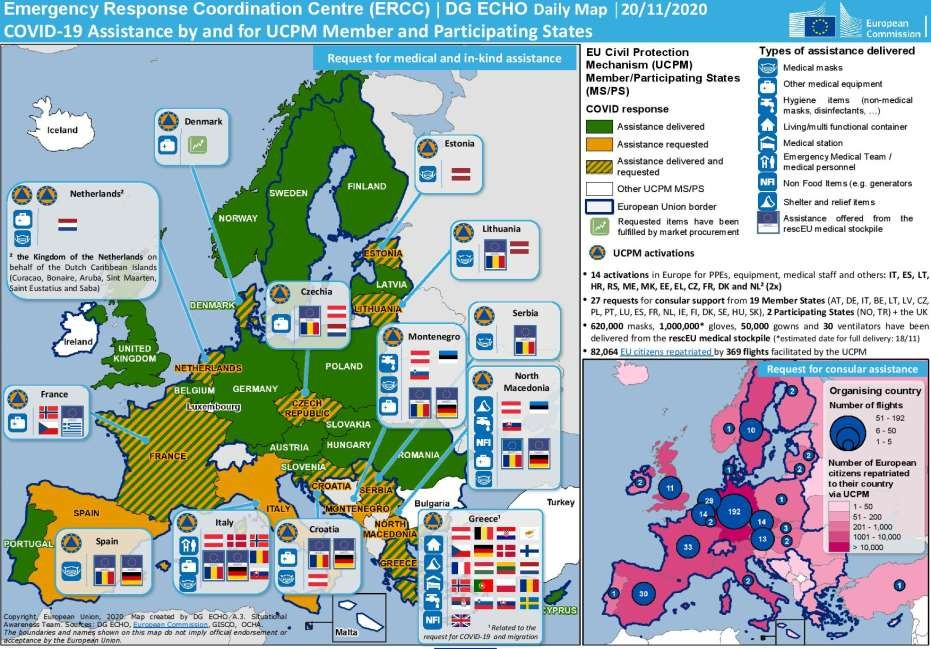 Emergency Response Coordination Centre (ERCC) | DG ECHO Daily Map |20/11/2020
COVID-19 Assistance by and for UCPM Member and Participating States
European
Commission
Request for medical and in-kind assistance
Iceland
Denmark
Estonia
Netherlands²
² the Kingdom of the Netherlands on
behalf of the Dutch Caribbean Islands
(Curaçao, Bonaire, Aruba, Sint Maarten,
Saint Eustatius and Saba)
Lithuania
Czechia
Serbia
Montenegro
North
Macedonia
NFI
France
Spain
Italy
Croatia
Greece¹
NFI
¹ Related to the
request for COVID-19 and migration
SWEDEN
FINLAND
NORWAY
ESTONIA
LATVIA
LITHUANIA
DENMARK
Ireland
UNITED
KINGDOM
NETHERLANDS
BELGIUM
GERMANY
POLAND
Luxembourg
CZECH
REPUBLIC
SLOVAKIA
FRANCE
AUSTRIA
HUNGARY
SLOVENIA
ROMANIA
CROATIA
SERBIA
ITALY
MONTENEGRO
Bulgaria
NORTH
MACEDONIA
Turkey
SPAIN
PORTUGAL
GREECE
CYPRUS
Malta
Copyright, European Union, 2020. Map created by DG ECHO/A.3. Situational
Awareness Team. Sources: DG ECHO, European Commission, GISCO, OCHA.
The boundaries and names shown on this map do not imply official endorsement or
acceptance by the European Union.
EU Civil Protection
Mechanism (UCPM)
Member/Participating States
(MS/PS)
COVID response
Assistance delivered
Assistance requested
Assistance delivered and
requested
Other UCPM MS/PS
European Union border
Requested items have been
fulfilled by market procurement
UCPM activations
Types of assistance delivered
Medical masks
Other medical equipment
Hygiene items (non-medical
masks, disinfectants, …)
Living/multi functional container
Medical station
Emergency Medical Team /
medical personnel
NFI Non Food Items (e.g. generators
Shelter and relief items
Assistance offered from the
rescEU medical stockpile
• 14 activations in Europe for PPEs, equipment, medical staff and others: IT, ES, LT,
HR, RS, ME, MK, EE, EL, CZ, FR, DK and NL² (2x)
• 27 requests for consular support from 19 Member States (AT, DE, IT, BE, LT, LV, CZ,
PL, PT, LU, ES, FR, NL, IE, FI, DK, SE, HU, SK), 2 Participating States (NO, TR) + the UK
• 620,000 masks, 1,000,000* gloves, 50,000 gowns and 30 ventilators have been
delivered from the rescEU medical stockpile (*estimated date for full delivery: 18/11)
• 82,064 EU citizens repatriated by 369 flights facilitated by the UCPM
Request for consular assistance
Organising country
Number of flights
51 - 192
6 - 50
1 - 5
Number of European
citizens repatriated
to their country
via UCPM
1 - 50
51 - 200
201 - 1,000
1001 - 10,000
> 10,000
2
1
10
2
2
1
2
11
29
14
2
192
1
14
3
13
2
33
2
1
30
1